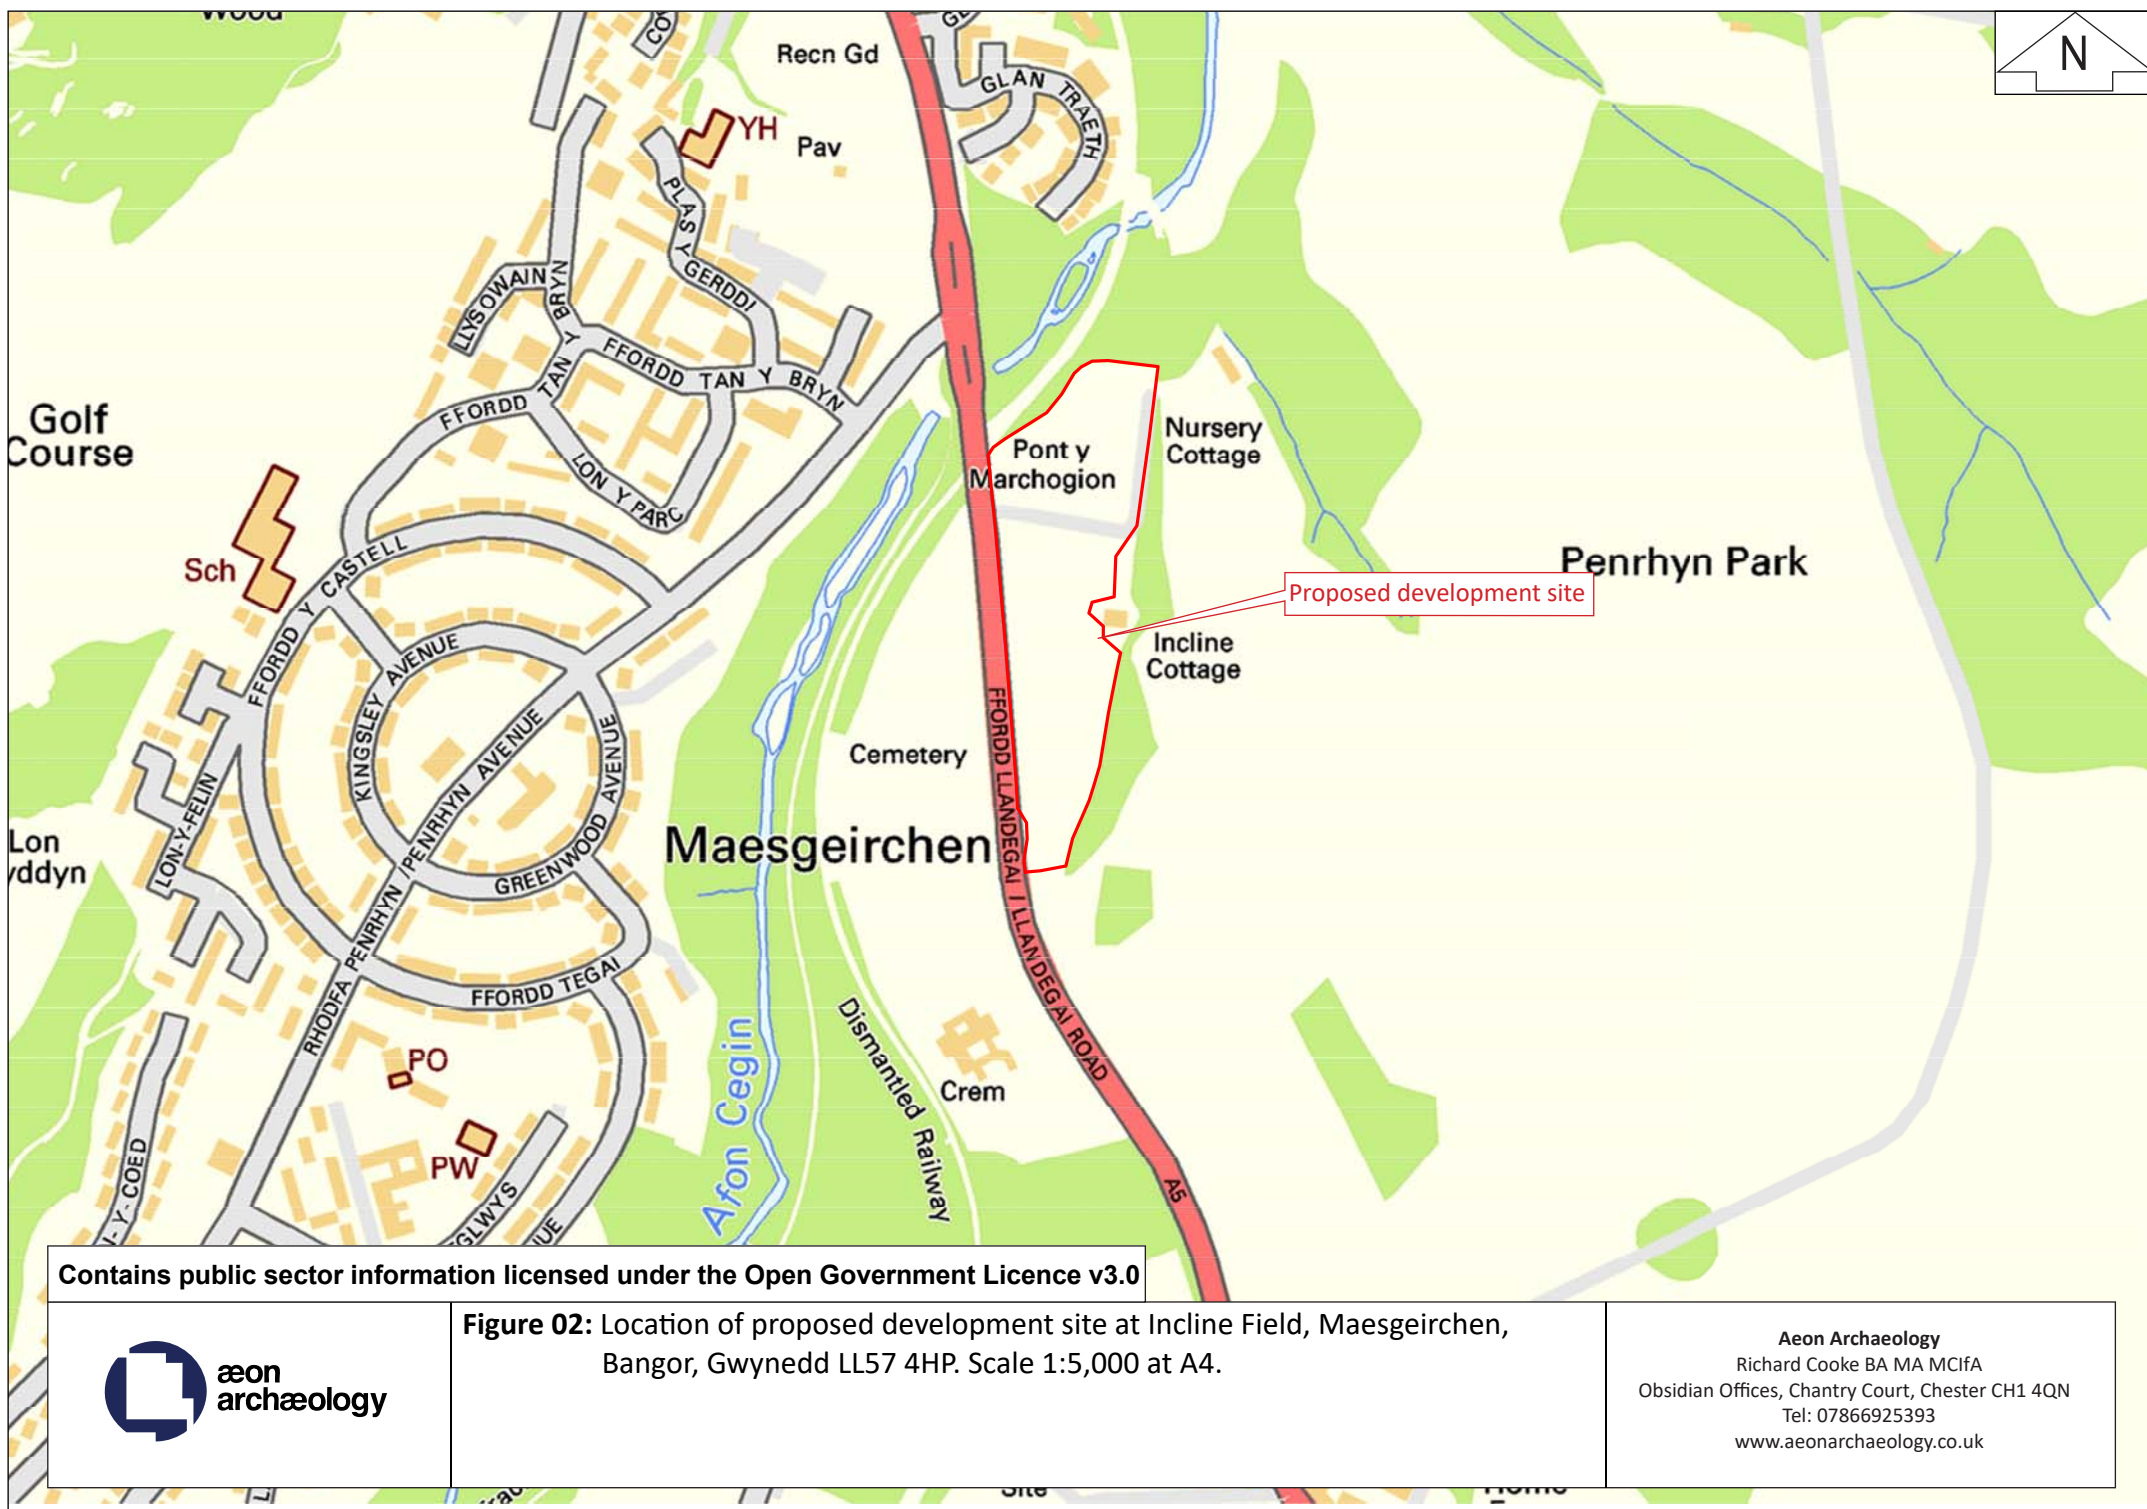 Recn Gd
N
GLAN TRAETH
YH
Pav
PLAS Y GERDDI
LLYSOWAIN
FFORDD TAN Y BRYN
FFORDD TAN Y BRYN
Golf
Course
LON Y PARC
Pont y
Marchogion
Nursery
Cottage
Sch
FFORDD Y CASTELL
Penrhyn Park
Proposed development site
Incline
Cottage
KINGSLEY AVENUE
GREENWOOD AVENUE
RHODFA PENRHYN / PENRHYN AVENUE
PENRHYN AVENUE
Cemetery
FFORDD LLANDEGAI / LLANDEGAI ROAD
LON-Y-FELIN
Maesgeirchen
Lon
FFORDD TEGAI
Afon Cegin
Dismantled Railway
Crem
PO
PW
A5
Contains public sector information licensed under the Open Government Licence v3.0
æon
archæology
Figure 02: Location of proposed development site at Incline Field, Maesgeirchen,
Bangor, Gwynedd LL57 4HP. Scale 1:5,000 at A4.
Aeon Archaeology
Richard Cooke BA MA MCIfA
Obsidian Offices, Chantry Court, Chester CH1 4QN
Tel: 07866925393
www.aeonarchaeology.co.uk